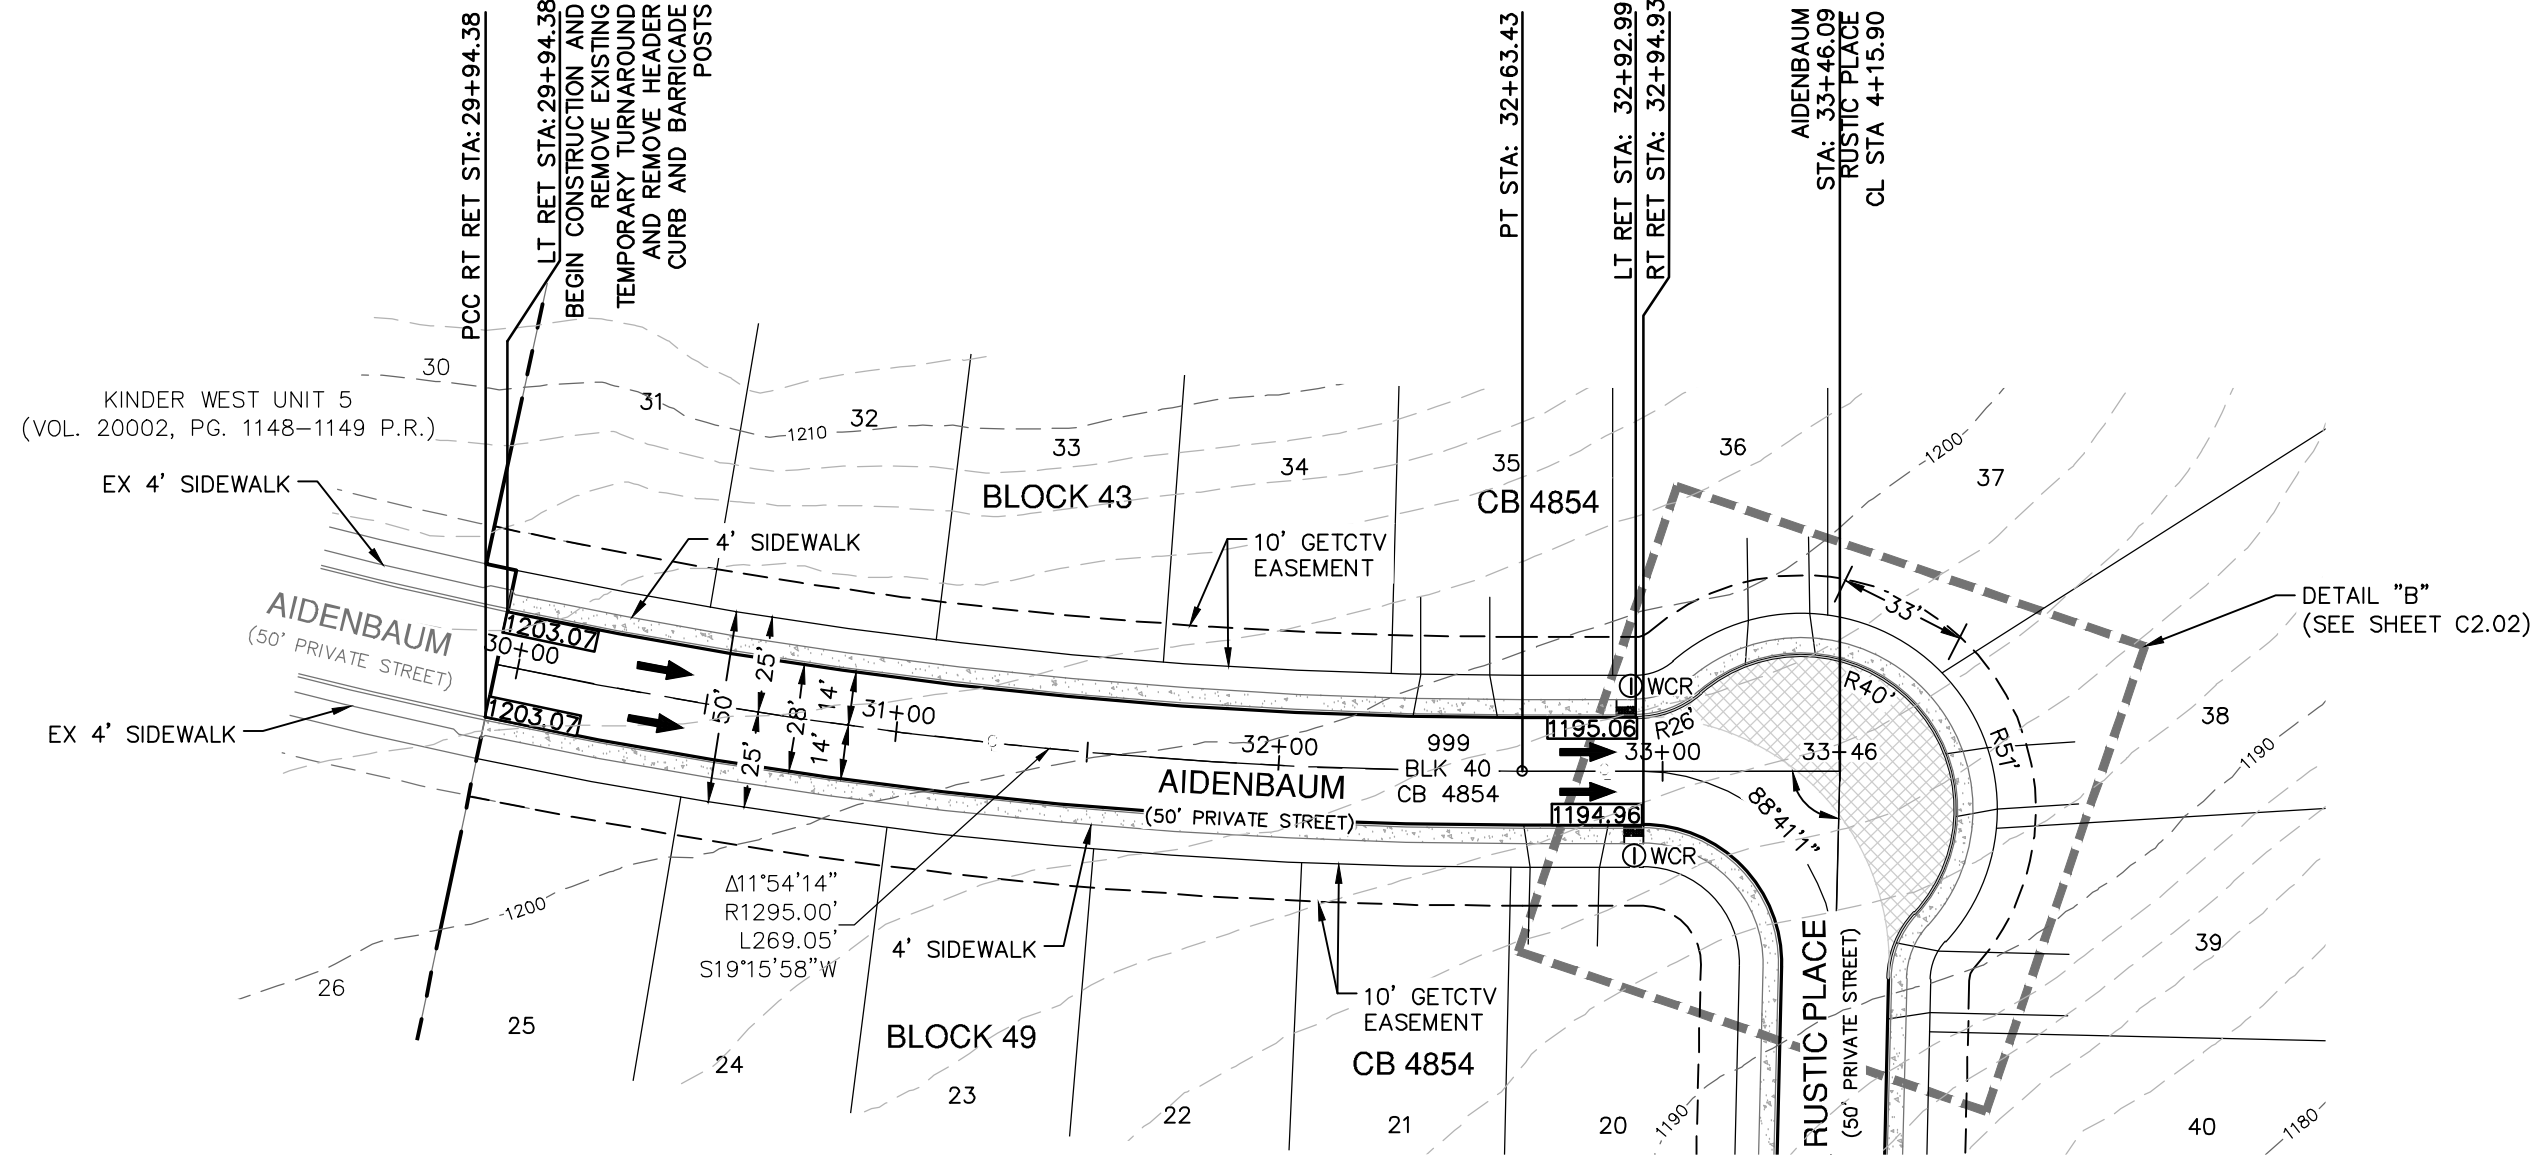 PCC RT RET STA: 29+94.38
LT RET STA: 29+94.38
BEGIN CONSTRUCTION AND
REMOVE EXISTING
TEMPORARY TURNAROUND
AND REMOVE HEADER
CURB AND BARRICADE
POSTS
PT STA: 32+63.43
LT RET STA: 32+92.99
RT RET STA: 32+94.93
AIDENBAUM
STA: 33+46.09
RUSTIC PLACE
CL STA 4+15.90
30
KINDER WEST UNIT 5
(VOL. 20002, PG. 1148-1149 P.R.)
31
32
1210
33
34
35
36
37
1200
EX 4' SIDEWALK
BLOCK 43
CB 4854
4' SIDEWALK
10' GETCTV
EASEMENT
DETAIL "B"
(SEE SHEET C2.02)
33'
AIDENBAUM
(50' PRIVATE STREET)
1203.07
30+00
1203.07
50'
25'
25'
28'
14'
14'
31+00
32+00
999
BLK 40
CB 4854
AIDENBAUM
(50' PRIVATE STREET)
WCR
1195.06
R26'
33+00
33+46
R40'
R51'
38
1190
1194.96
WCR
88°41'1"
EX 4' SIDEWALK
Δ11°54'14"
R1295.00'
L269.05'
S19°15'58"W
1200
4' SIDEWALK
10' GETCTV
EASEMENT
BLOCK 49
CB 4854
RUSTIC PLACE
(50' PRIVATE STREET)
39
26
25
24
23
22
21
20
1190
40
1180